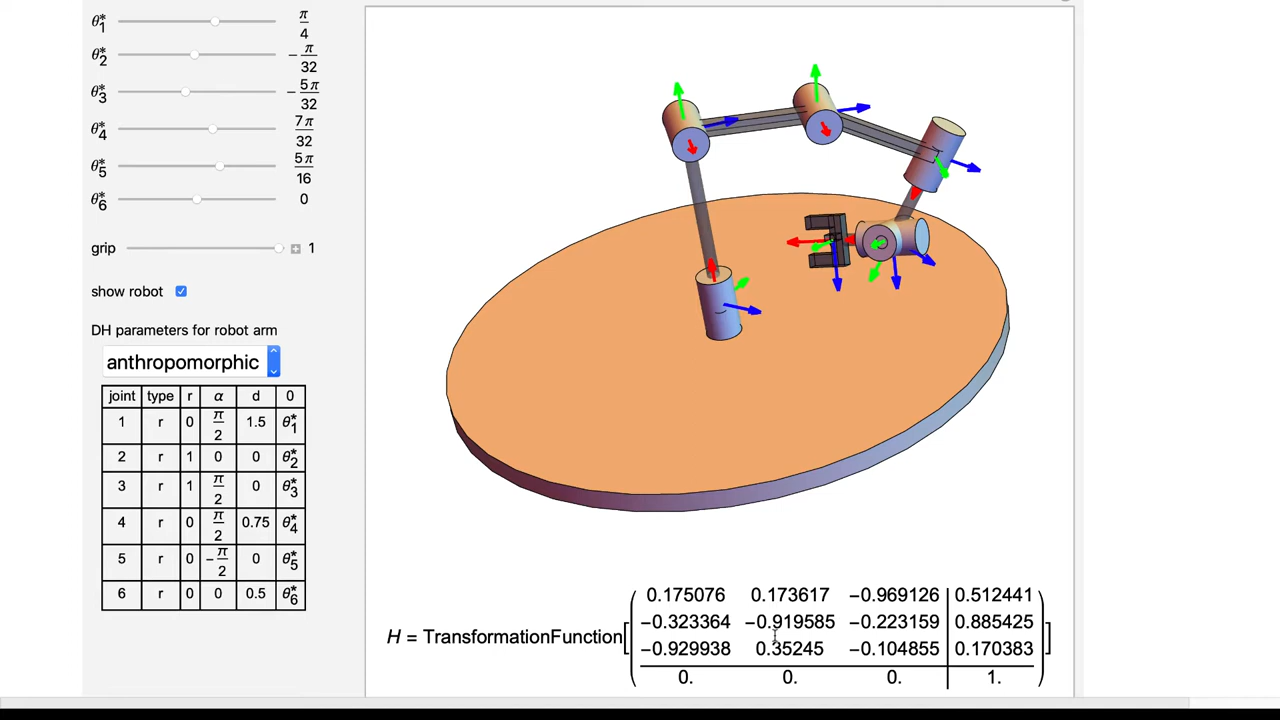 θ*1 π/4
θ*2 −π/32
θ*3 −5π/32
θ*4 7π/32
θ*5 5π/16
θ*6 0
grip 1
show robot
DH parameters for robot arm
anthropomorphic
joint type r α d θ
1 r 0 π/2 1.5 θ*1
2 r 1 0 0 θ*2
3 r 1 π/2 0 θ*3
4 r 0 π/2 0.75 θ*4
5 r 0 −π/2 0 θ*5
6 r 0 0 0.5 θ*6
0.175076 0.173617 −0.969126 0.512441
−0.323364 −0.919585 −0.223159 0.885425
H = TransformationFunction[
−0.929938 0.35245 −0.104855 0.170383
]
0. 0. 0. 1.